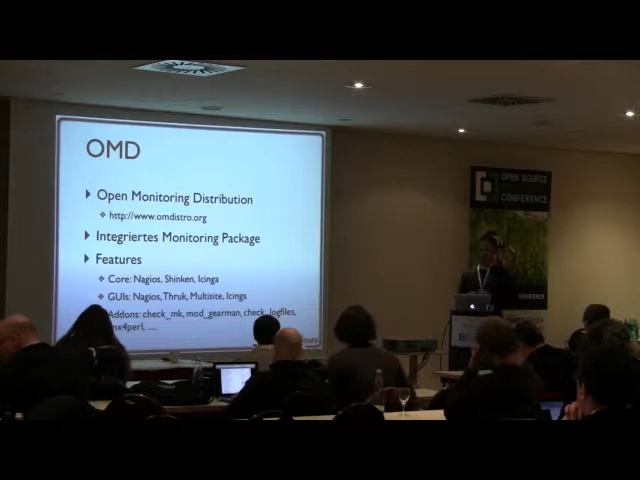 OMD
Open Monitoring Distribution
http://www.omdistro.org
Integriertes Monitoring Package
Features
Core: Nagios, Shinken, Icinga
GUIs: Nagios, Thruk, Multisite, Icinga
Addons: check_mk, mod_gearman, check_logfiles,
nx4perl, .....
OPEN SOURCE
CONFERENCE